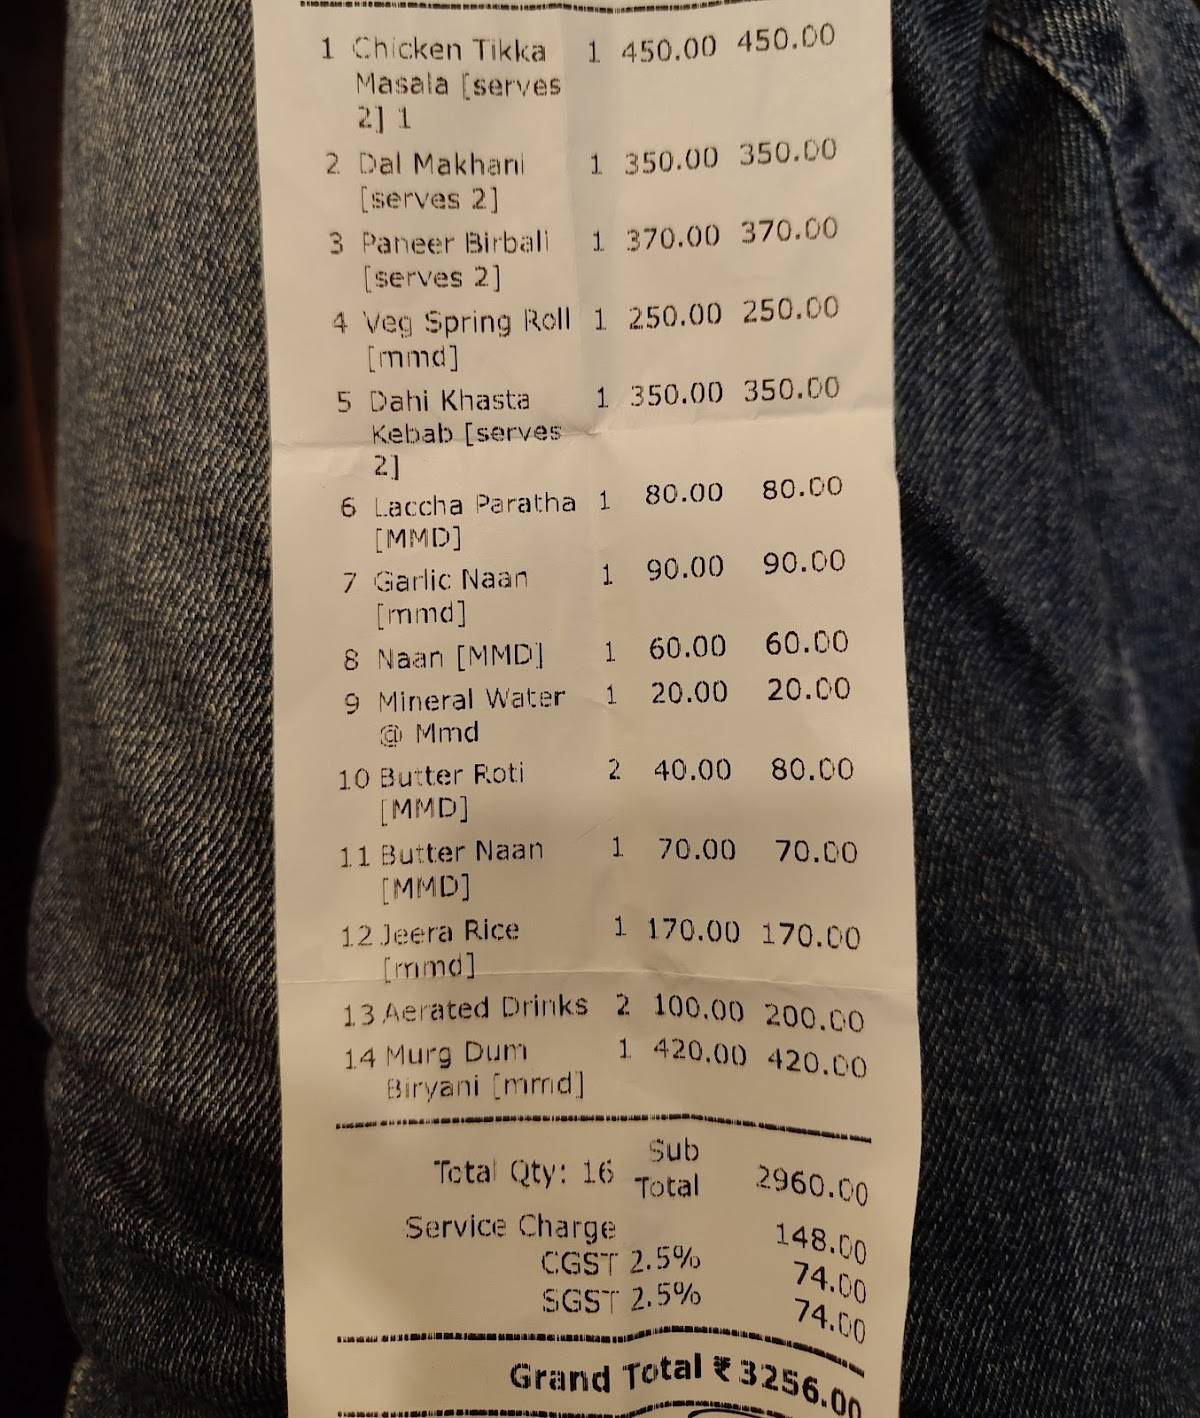 1 Chicken Tikka 1 450.00 450.00
Masala [serves
2] 1
2 Dal Makhani 1 350.00 350.00
[serves 2]
3 Paneer Birbali 1 370.00 370.00
[serves 2]
4 Veg Spring Roll 1 250.00 250.00
[mmd]
5 Dahi Khasta 1 350.00 350.00
Kebab [serves
2]
6 Laccha Paratha 1 80.00 80.00
[MMD]
7 Garlic Naan 1 90.00 90.00
[mmd]
8 Naan [MMD] 1 60.00 60.00
9 Mineral Water 1 20.00 20.00
@ Mmd
10 Butter Roti 2 40.00 80.00
[MMD]
11 Butter Naan 1 70.00 70.00
[MMD]
12 Jeera Rice 1 170.00 170.00
[mmd]
13 Aerated Drinks 2 100.00 200.00
14 Murg Dum 1 420.00 420.00
Biryani [mmd]
Total Qty: 16 Sub
Total 2960.00
Service Charge 148.00
CGST 2.5% 74.00
SGST 2.5% 74.00
Grand Total ₹ 3256.00